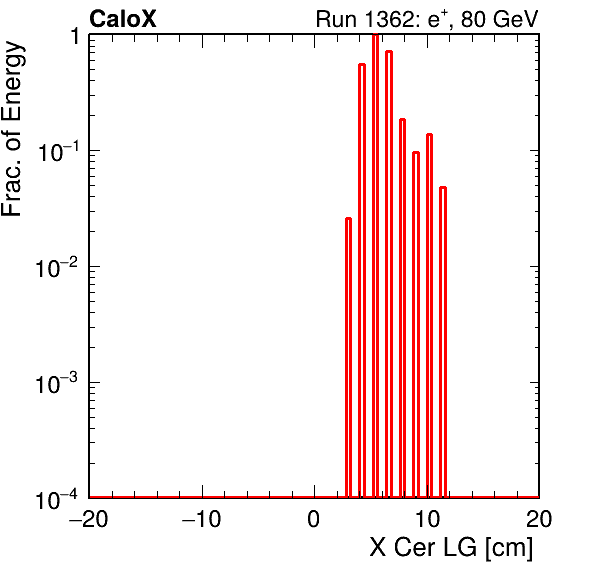 CaloX Run 1362: e⁺, 80 GeV
Frac. of Energy
1
10⁻¹
10⁻²
10⁻³
10⁻⁴
−20 −10 0 10 20
X Cer LG [cm]